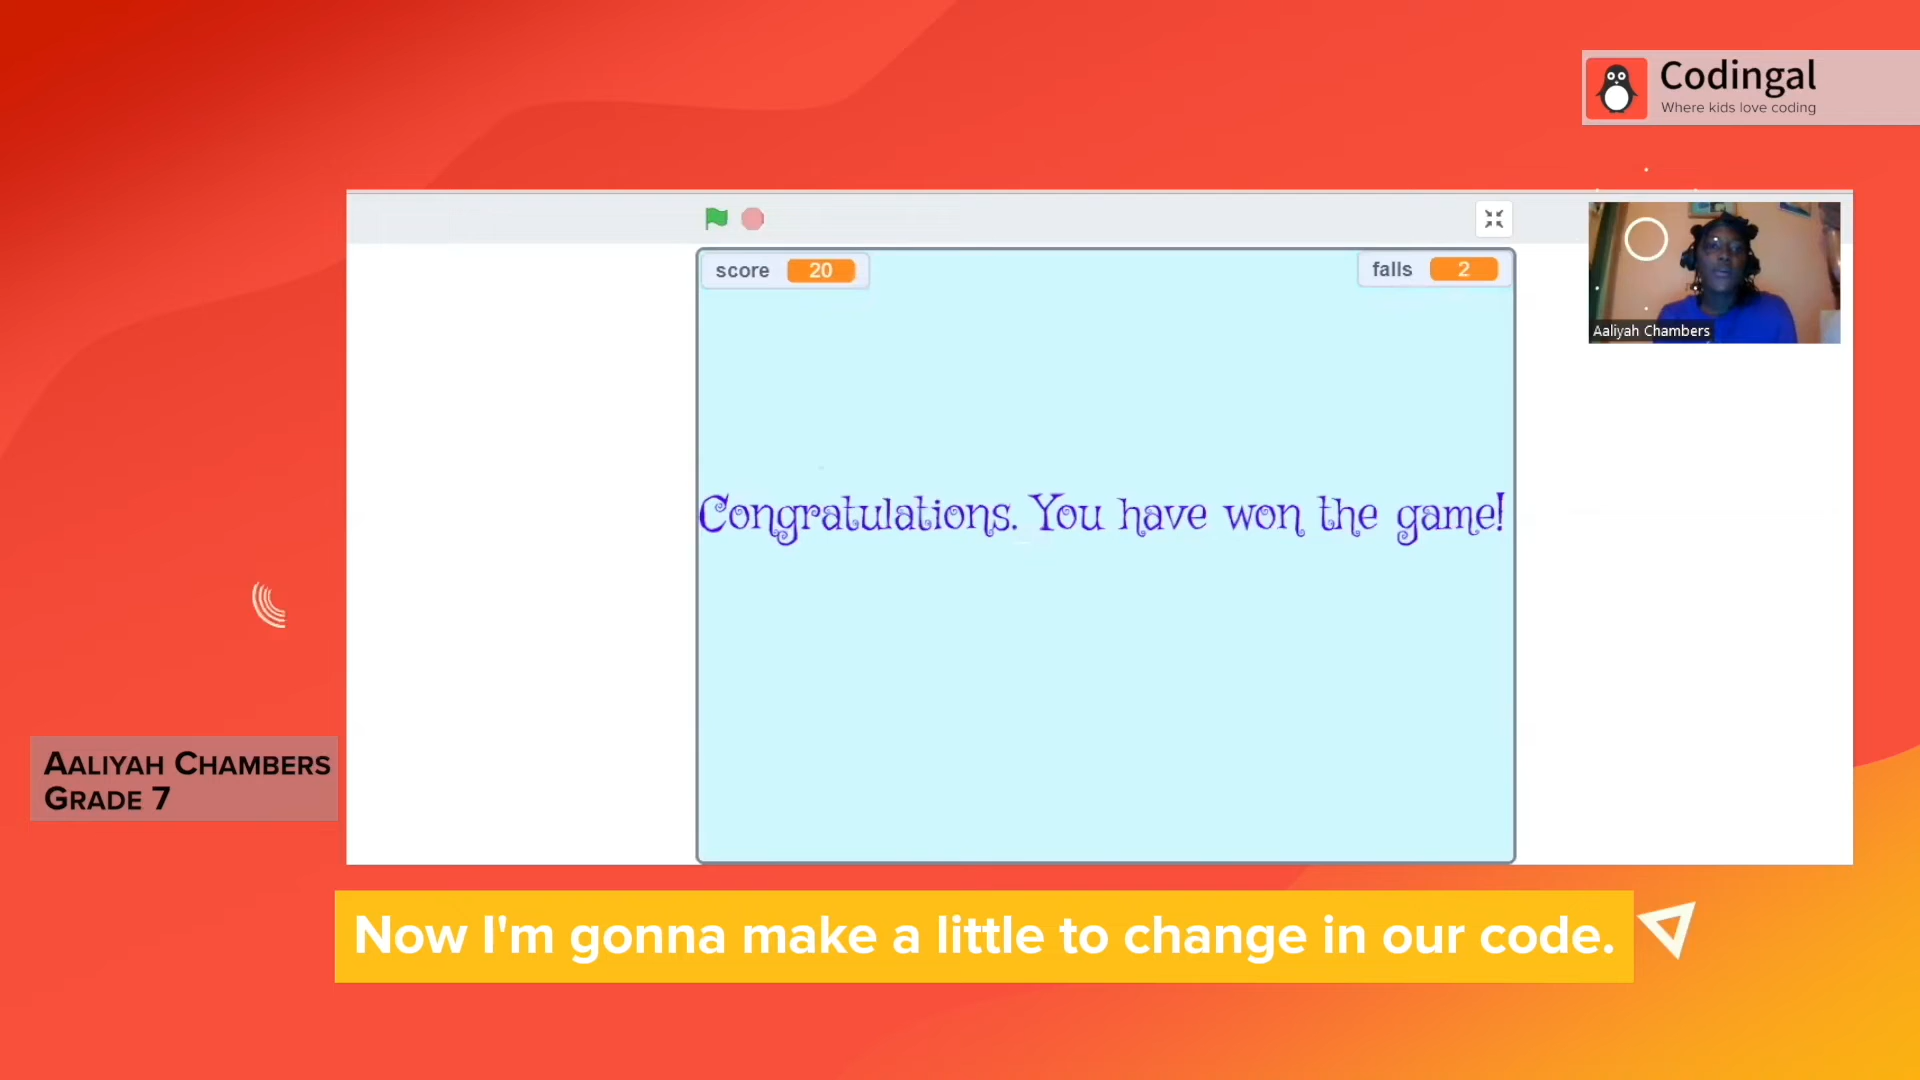 Codingal
Where kids love coding
score 20
falls 2
Aaliyah Chambers
Congratulations. You have won the game!
AALIYAH CHAMBERS
GRADE 7
Now I'm gonna make a little to change in our code.